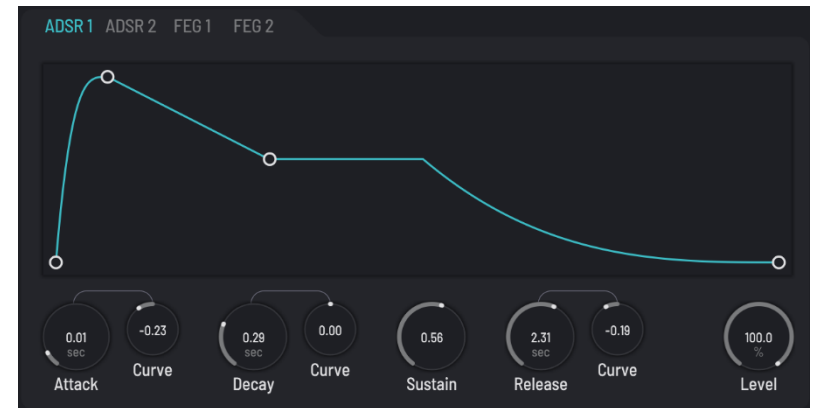 ADSR 1 ADSR 2 FEG 1 FEG 2
0.01 -0.23 0.29 0.00 0.56 2.31 -0.19 100.0
sec sec sec %
Attack Curve Decay Curve Sustain Release Curve Level